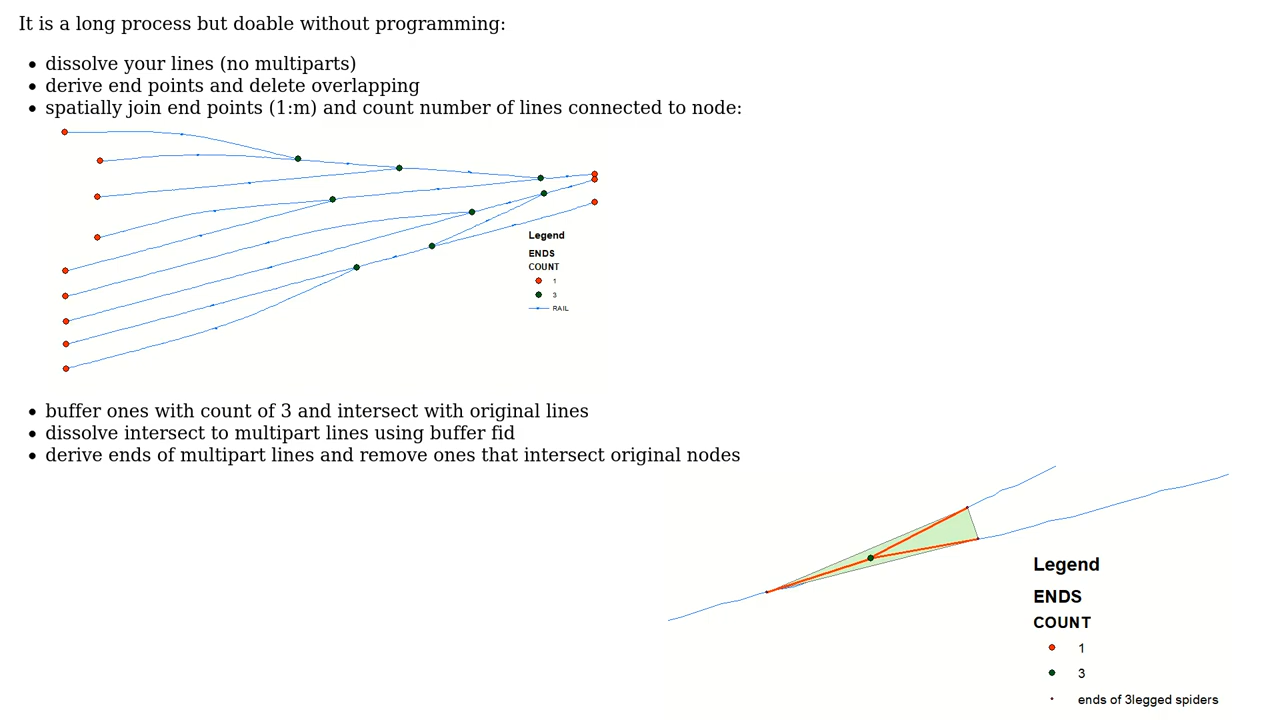 It is a long process but doable without programming:
• dissolve your lines (no multiparts)
• derive end points and delete overlapping
• spatially join end points (1:m) and count number of lines connected to node:
Legend
ENDS
COUNT
1
3
RAIL
• buffer ones with count of 3 and intersect with original lines
• dissolve intersect to multipart lines using buffer fid
• derive ends of multipart lines and remove ones that intersect original nodes
Legend
ENDS
COUNT
1
3
ends of 3legged spiders